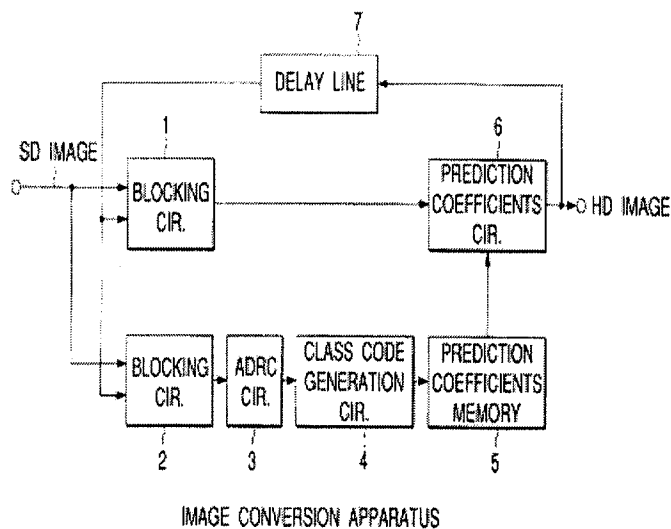 7
DELAY LINE
1
6
SD IMAGE
BLOCKING
CIR.
PREDICTION
COEFFICIENTS
CIR.
HD IMAGE
BLOCKING
CIR.
ADRC
CIR.
CLASS CODE
GENERATION
CIR.
PREDICTION
COEFFICIENTS
MEMORY
2
3
4
5
IMAGE CONVERSION APPARATUS